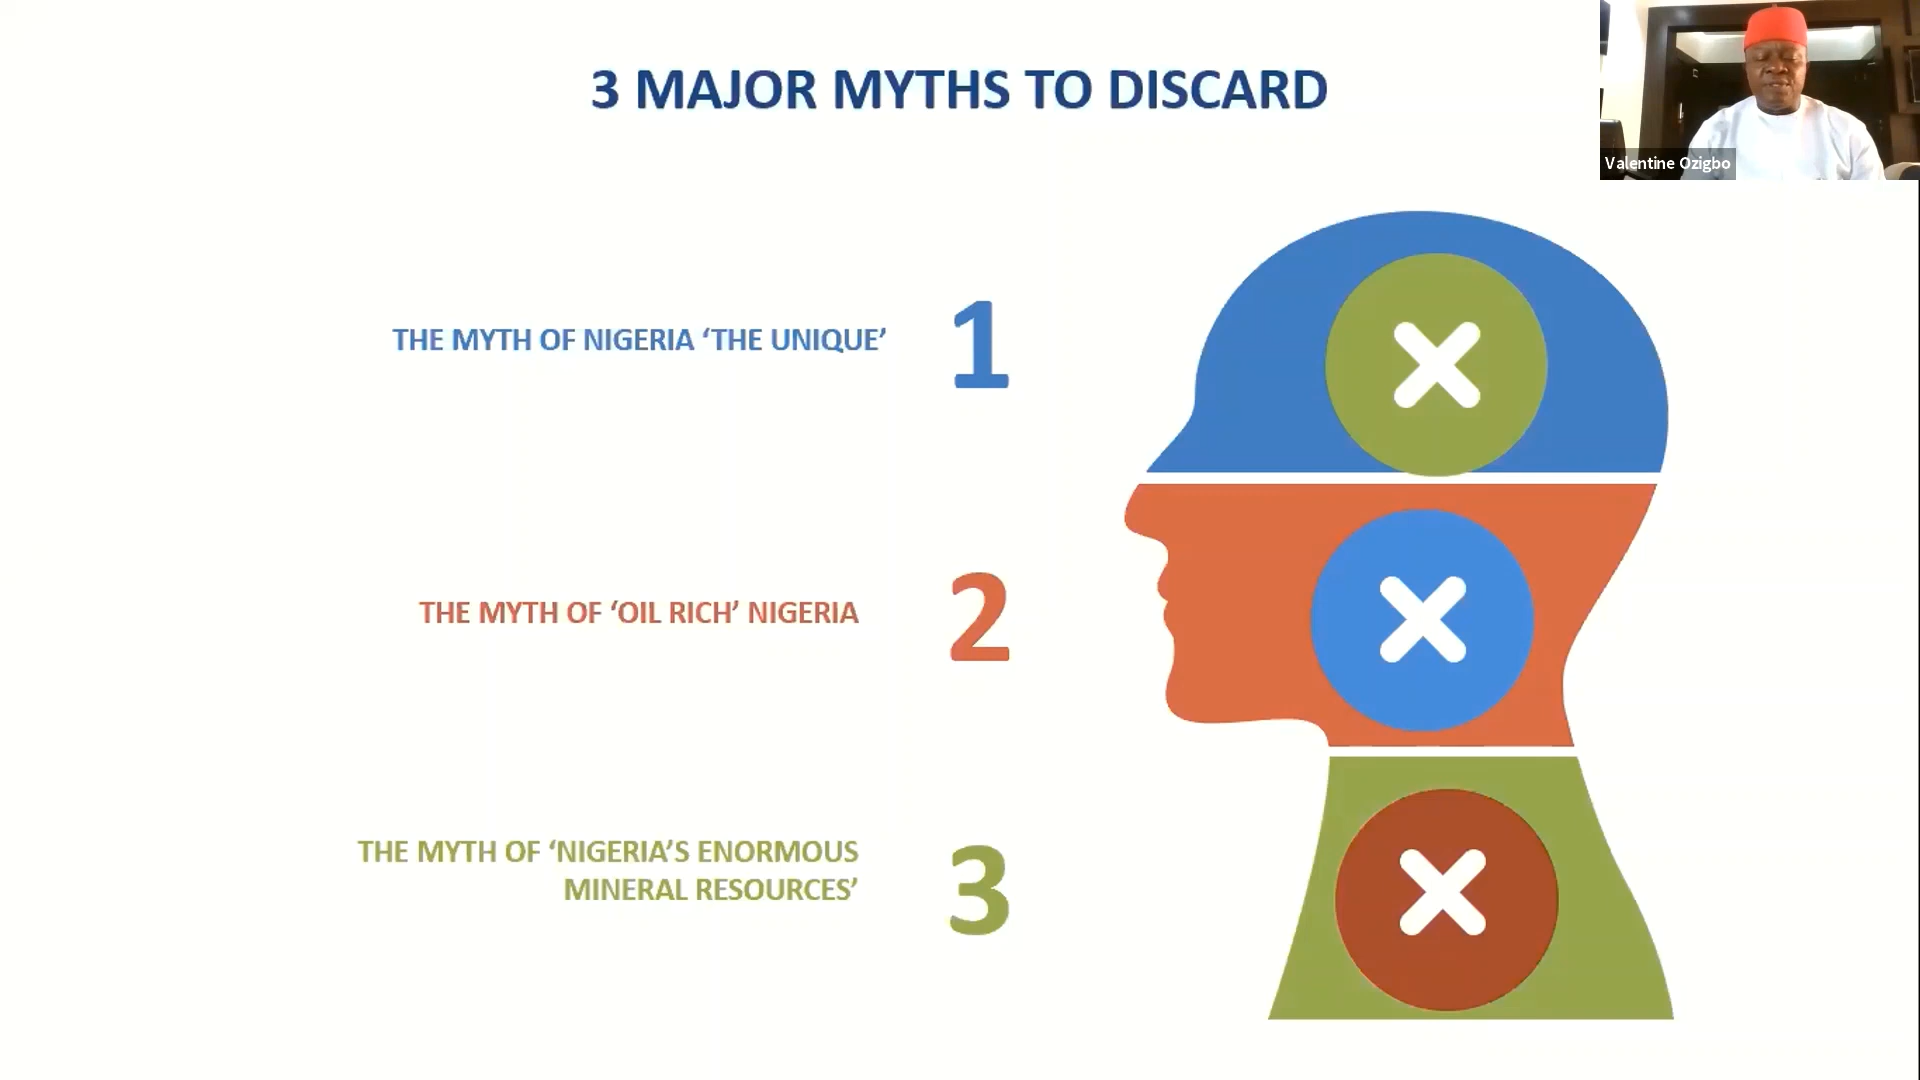 3 MAJOR MYTHS TO DISCARD
Valentine Ozigbo
THE MYTH OF NIGERIA ‘THE UNIQUE’
1
THE MYTH OF ‘OIL RICH’ NIGERIA
2
THE MYTH OF ‘NIGERIA’S ENORMOUS
MINERAL RESOURCES’
3